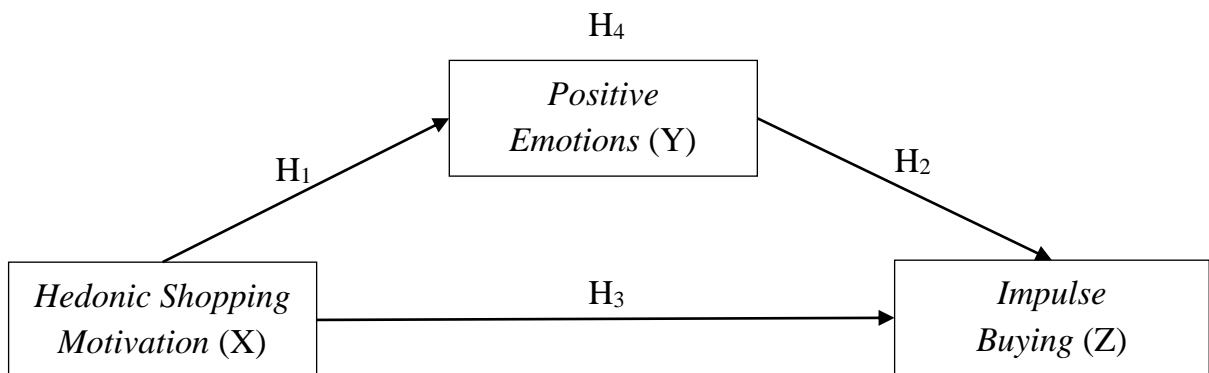 H₄
Positive
Emotions (Y)
H₁
H₂
Hedonic Shopping
Motivation (X)
H₃
Impulse
Buying (Z)